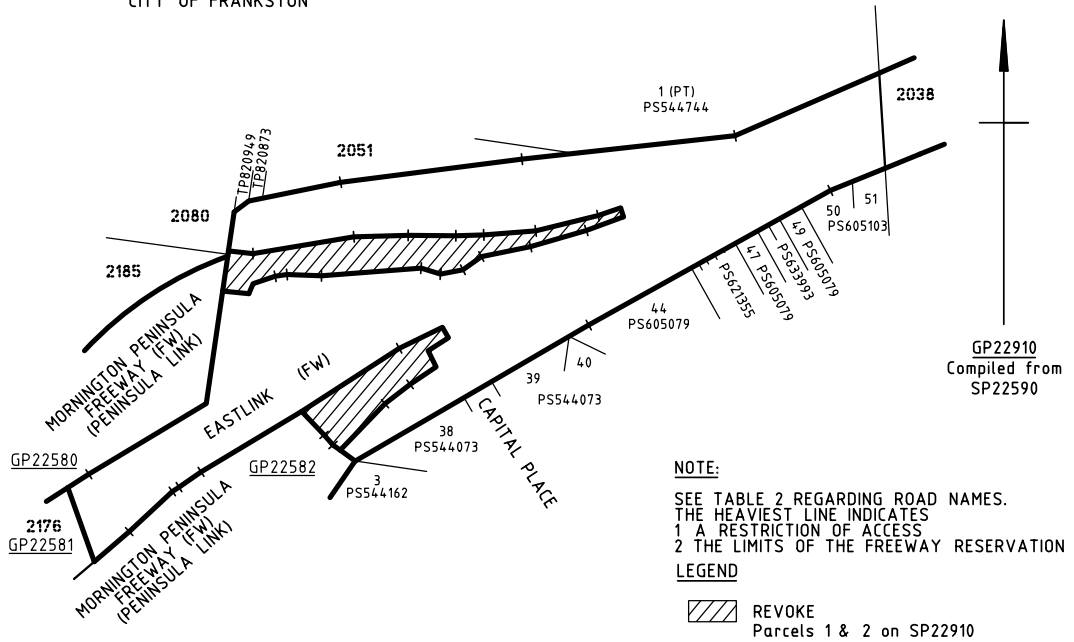 CITY OF FRANKSTON
1 (PT)
PS544744
2038
TP820949
TP820873
2051
2080
2185
50
51
PS605103
49 PS605079
PS633993
47 PS605079
PS621355
44
PS605079
40
39
PS544073
38
PS544073
CAPITAL PLACE
3
PS544162
MORNINGTON PENINSULA
FREEWAY (FW)
(PENINSULA LINK)
EASTLINK (FW)
GP22580
GP22582
2176
GP22581
MORNINGTON PENINSULA
FREEWAY (FW)
(PENINSULA LINK)
GP22910
Compiled from
SP22590
NOTE:
SEE TABLE 2 REGARDING ROAD NAMES.
THE HEAVIEST LINE INDICATES
1 A RESTRICTION OF ACCESS
2 THE LIMITS OF THE FREEWAY RESERVATION
LEGEND
REVOKE
Parcels 1 & 2 on SP22910